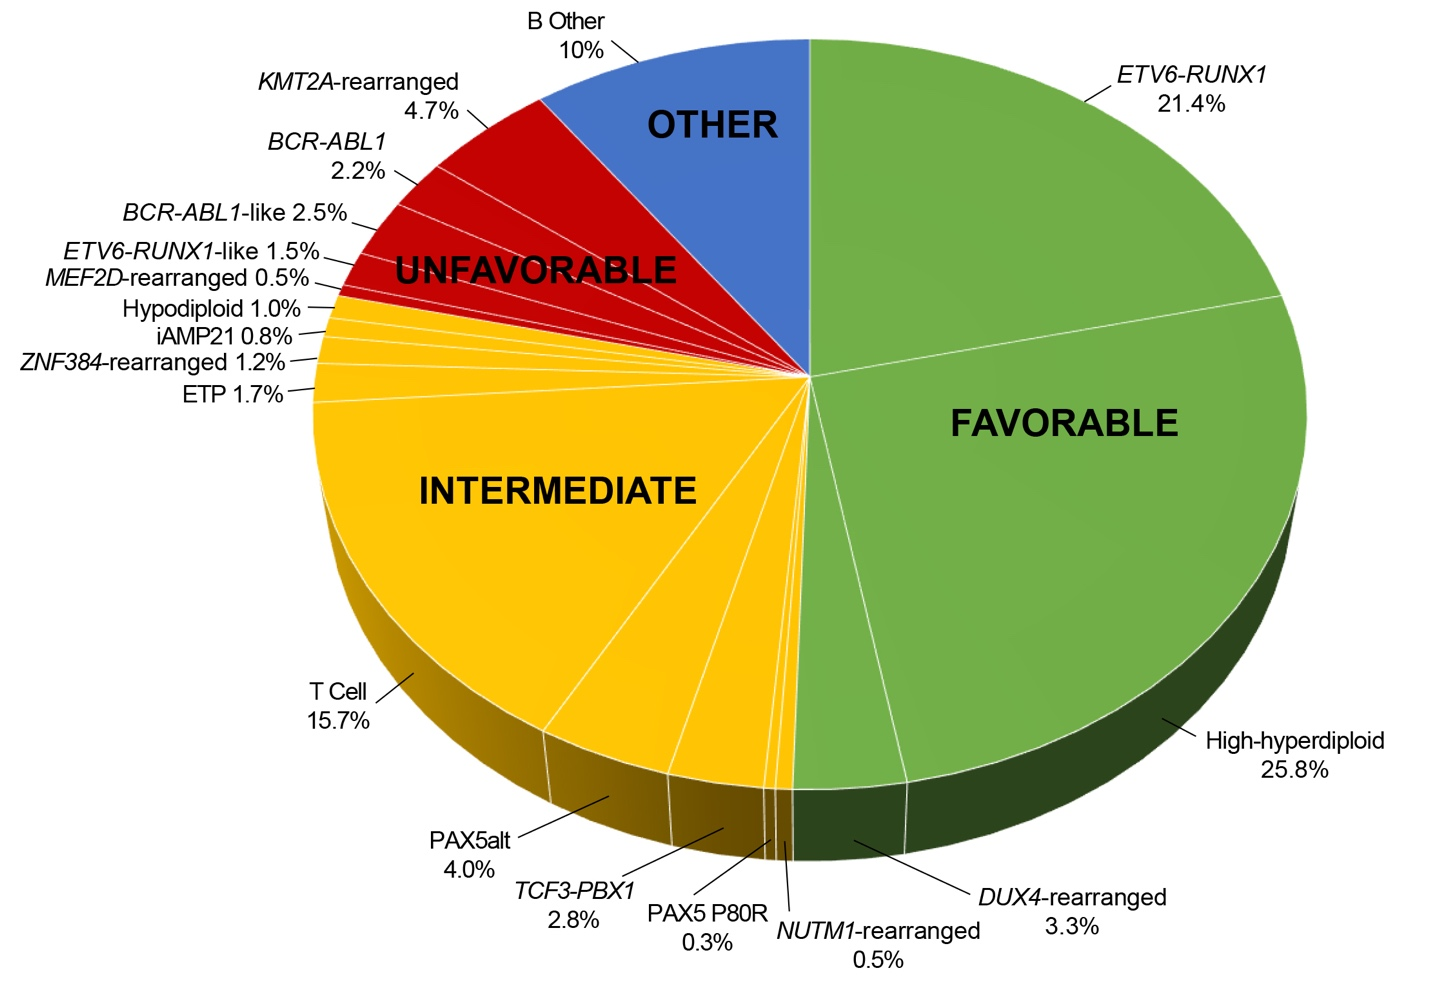 B Other
10%
KMT2A-rearranged
4.7%
BCR-ABL1
2.2%
BCR-ABL1-like 2.5%
ETV6-RUNX1-like 1.5%
MEF2D-rearranged 0.5%
Hypodiploid 1.0%
iAMP21 0.8%
ZNF384-rearranged 1.2%
ETP 1.7%
ETV6-RUNX1
21.4%
OTHER
UNFAVORABLE
FAVORABLE
INTERMEDIATE
T Cell
15.7%
PAX5alt
4.0%
TCF3-PBX1
2.8%
PAX5 P80R
0.3%
NUTM1-rearranged
0.5%
DUX4-rearranged
3.3%
High-hyperdiploid
25.8%